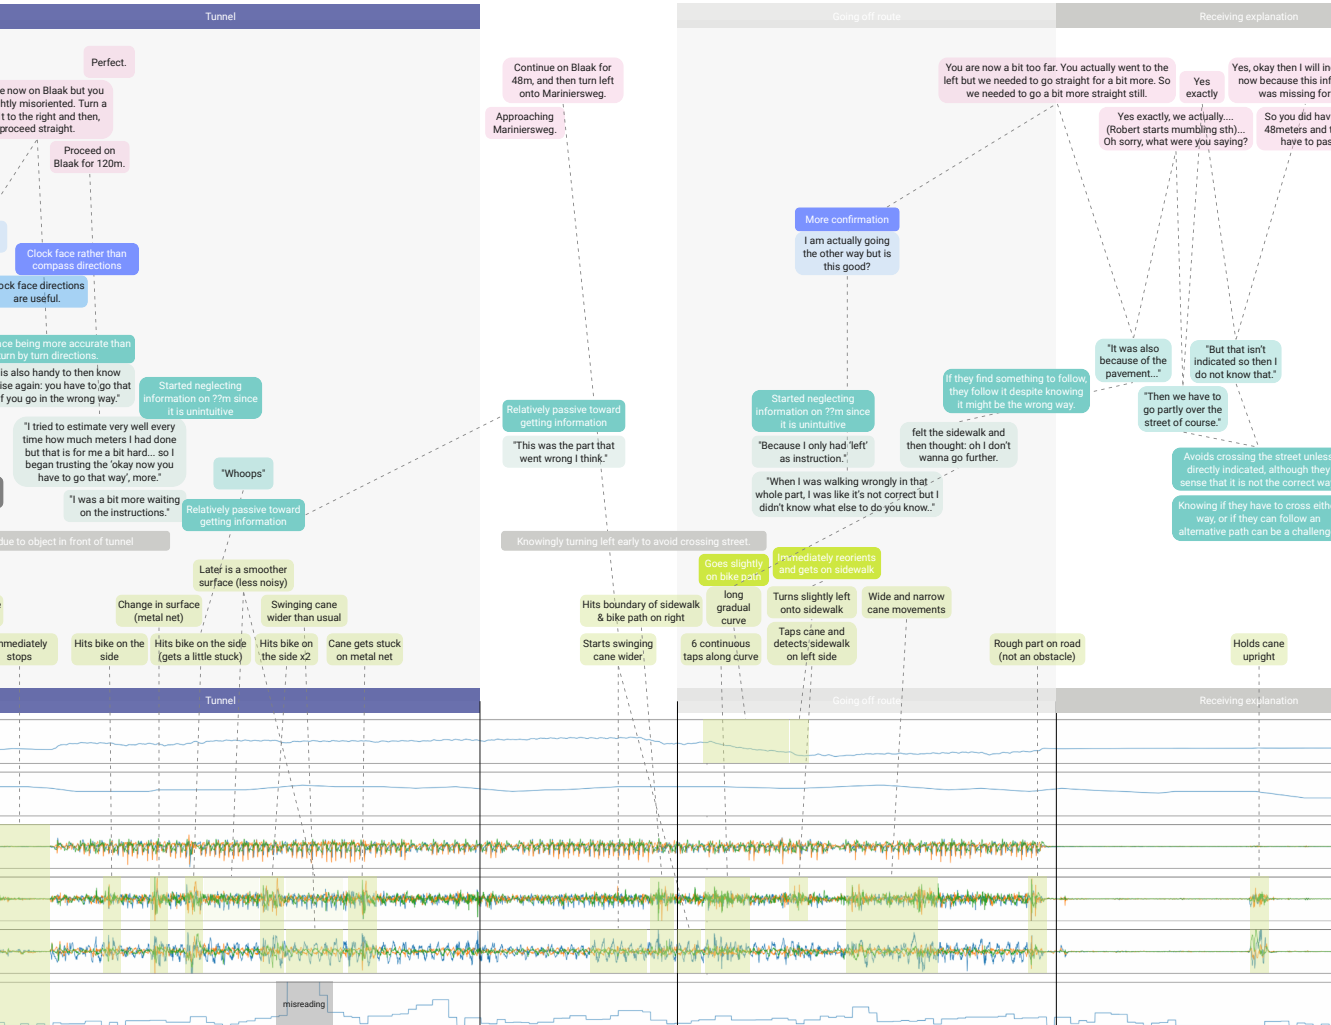 Tunnel
Going off route
Receiving explanation
Perfect.
e now on Blaak but you
htly misoriented. Turn a
t to the right and then,
proceed straight.
Proceed on
Blaak for 120m.
Continue on Blaak for
48m, and then turn left
onto Mariniersweg.
Approaching
Mariniersweg.
You are now a bit too far. You actually went to the
left but we needed to go straight for a bit more. So
we needed to go a bit more straight still.
Yes
exactly
Yes, okay then I will in
now because this inf
was missing for
Yes exactly, we actually....
(Robert starts mumbling sth)...
Oh sorry, what were you saying?
So you did hav
48meters and t
have to pas
More confirmation
I am actually going
the other way but is
this good?
Clock face rather than
compass directions
ock face directions
are useful.
ce being more accurate than
urn by turn directions.
is also handy to then know
ise again: you have to go that
f you go in the wrong way."
Started neglecting
information on ??m since
it is unintuitive
"I tried to estimate very well every
time how much meters I had done
but that is for me a bit hard... so I
began trusting the 'okay now you
have to go that way', more."
"I was a bit more waiting
on the instructions."
"Whoops"
Relatively passive toward
getting information
Relatively passive toward
getting information
"This was the part that
went wrong I think."
Started neglecting
information on ??m since
it is unintuitive
"Because I only had 'left'
as instruction."
"When I was walking wrongly in that
whole part, I was like it's not correct but I
didn't know what else to do you know.."
If they find something to follow,
they follow it despite knowing
it might be the wrong way.
felt the sidewalk and
then thought: oh I don't
wanna go further.
"It was also
because of the
pavement..."
"But that isn't
indicated so then I
do not know that."
"Then we have to
go partly over the
street of course."
Avoids crossing the street unles
directly indicated, although they
sense that it is not the correct wa
Knowing if they have to cross eith
way, or if they can follow an
alternative path can be a challeng
due to object in front of tunnel
Knowingly turning left early to avoid crossing street.
Goes slightly
on bike path
Immediately reorients
and gets on sidewalk
Later is a smoother
surface (less noisy)
Change in surface
(metal net)
Swinging cane
wider than usual
Hits boundary of sidewalk
& bike path on right
long
gradual
curve
Turns slightly left
onto sidewalk
Wide and narrow
cane movements
mmediately
stops
Hits bike on the
side
Hits bike on the side
(gets a little stuck)
Hits bike on
the side x2
Cane gets stuck
on metal net
Starts swinging
cane wider
6 continuous
taps along curve
Taps cane and
detects sidewalk
on left side
Rough part on road
(not an obstacle)
Holds cane
upright
Tunnel
Going off route
Receiving explanation
misreading